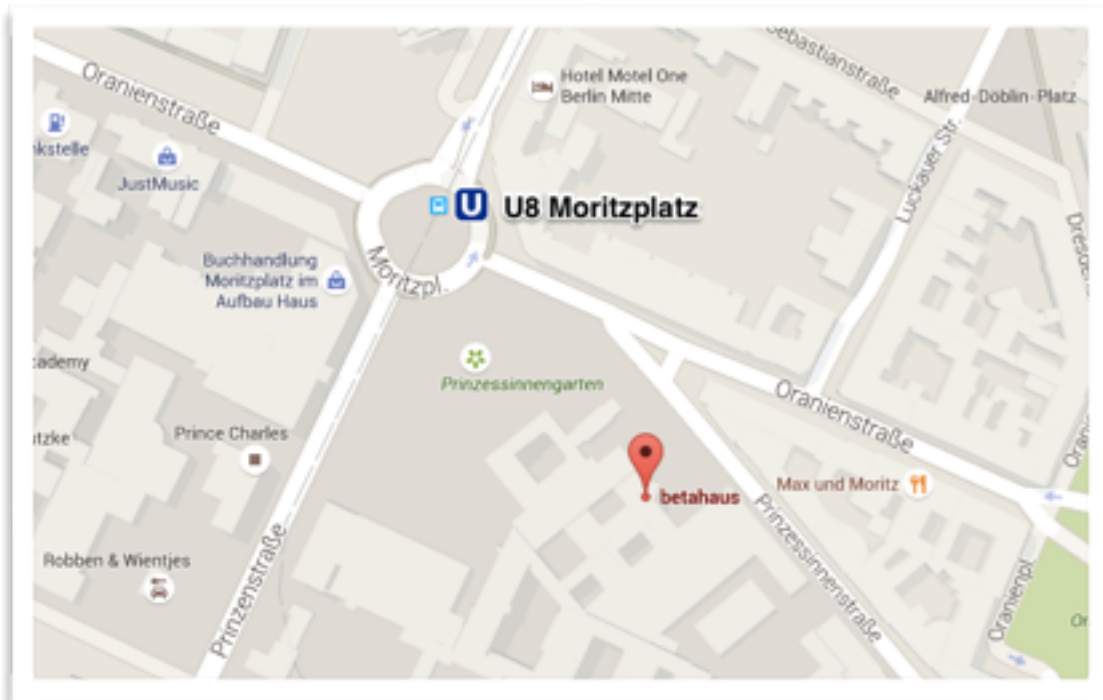 Sebastianstraße
Hotel Motel One
Berlin Mitte
Alfred-Döblin-Platz
Oranienstraße
nkstelle
JustMusic
Luckauer Str.
U
U8 Moritzplatz
Buchhandlung
Moritzplatz im
Aufbau Haus
Moritzpl.
cademy
Prinzessinnengarten
Oranienstraße
Prince Charles
utzke
betahaus
Max und Moritz
Prinzessinnenstraße
Robben & Wientjes
Prinzenstraße
Oranienpl.